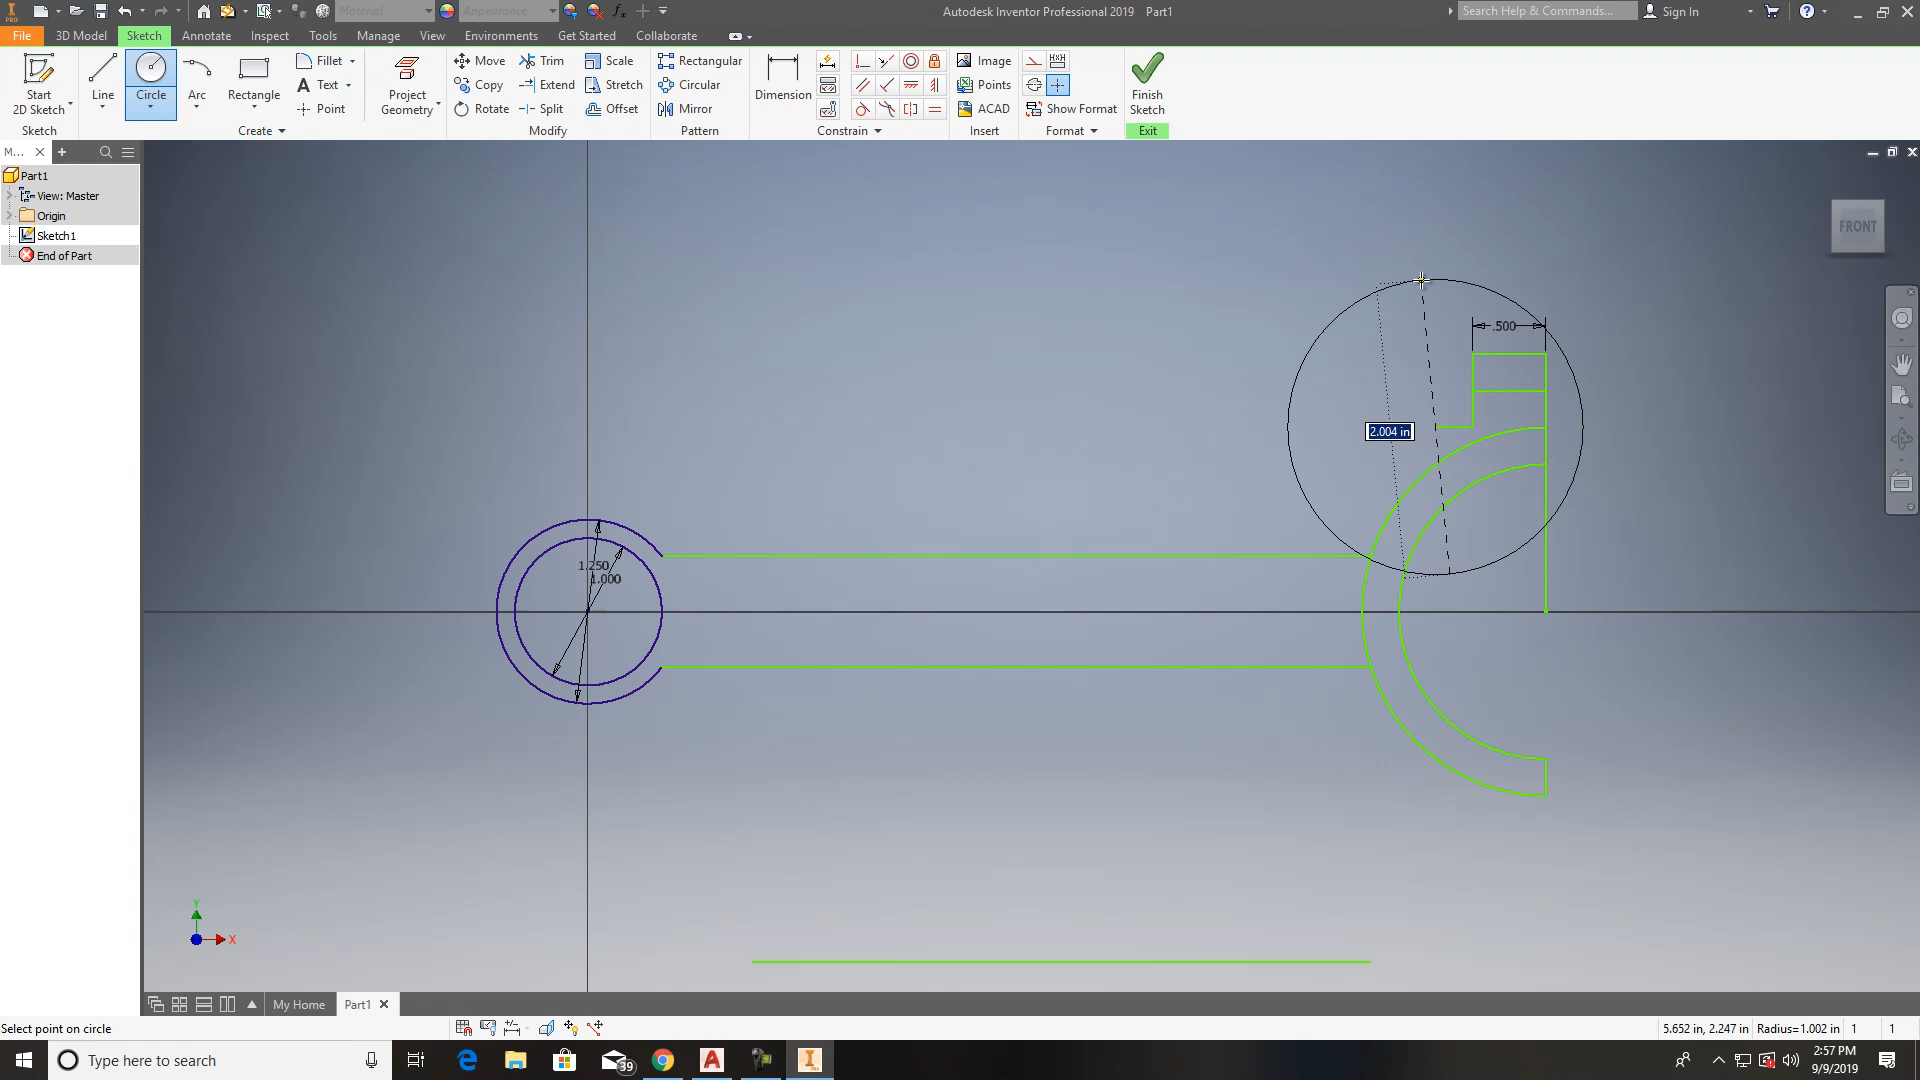 PRO Material Appearance fx Autodesk Inventor Professional 2019 Part1 Search Help & Commands... Sign In
File 3D Model Sketch Annotate Inspect Tools Manage View Environments Get Started Collaborate
Start 2D Sketch
Line
Circle
Arc
Rectangle
Fillet
Text
Point
Move
Copy
Rotate
Trim
Extend
Split
Scale
Stretch
Offset
Project Geometry
Rectangular
Circular
Mirror
Dimension
Image
Points
ACAD
Show Format
Finish Sketch
Sketch Create Modify Pattern Constrain Insert Format Exit
M...
Part1
View: Master
Origin
Sketch1
End of Part
FRONT
.500
2.004 in
1.250
1.000
Y
X
My Home Part1
Select point on circle 5.652 in, 2.247 in Radius=1.002 in 1 1
Type here to search 39 2:57 PM
9/9/2019